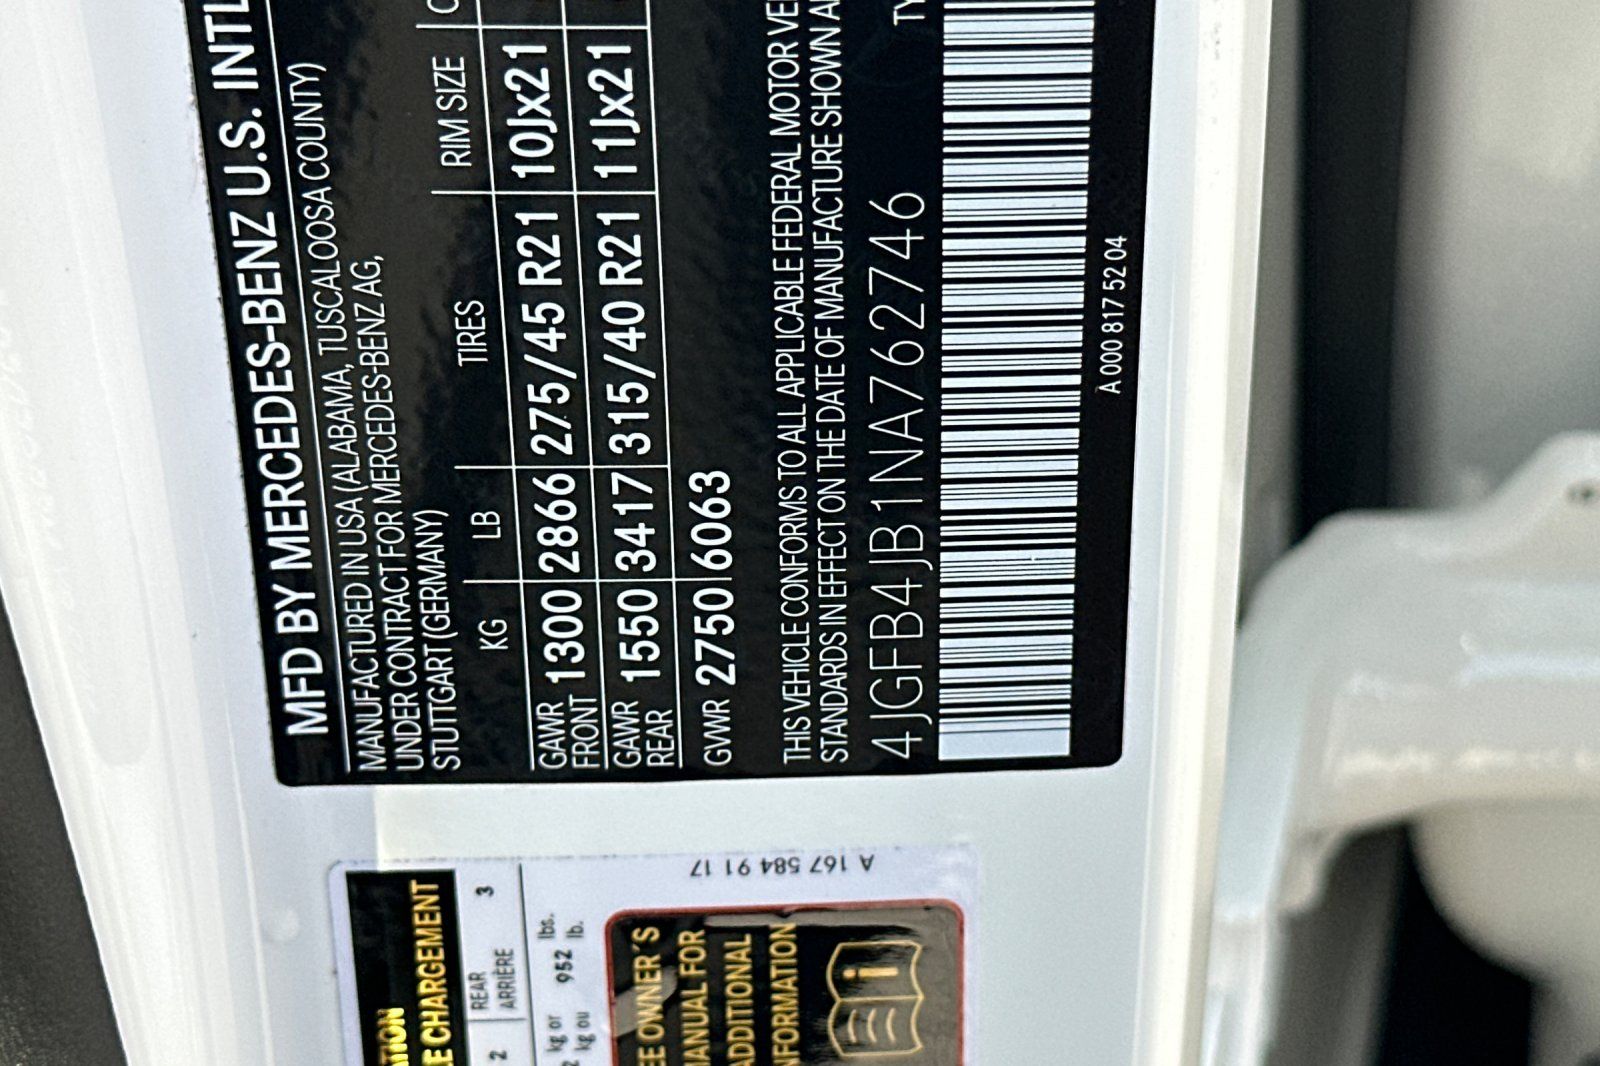 MFD BY MERCEDES-BENZ U.S. INTL
MANUFACTURED IN USA (ALABAMA, TUSCALOOSA COUNTY)
UNDER CONTRACT FOR MERCEDES-BENZ AG,
STUTTGART (GERMANY)
KG LB TIRES RIM SIZE
GAWR FRONT 1300 2866 275/45 R21 10Jx21
GAWR REAR 1550 3417 315/40 R21 11Jx21
GWWR 2750 6063
THIS VEHICLE CONFORMS TO ALL APPLICABLE FEDERAL MOTOR
STANDARDS IN EFFECT ON THE DATE OF MANUFACTURE SHOWN
4JGFB4JB1NA762746
A 000 817 52 04
A 167 584 91 17
CHARGEMENT
2 REAR 3
ARRIÈRE
kg or 952 lbs.
kg ou lb.
OWNER'S
MANUAL FOR
ADDITIONAL
INFORMATION
i